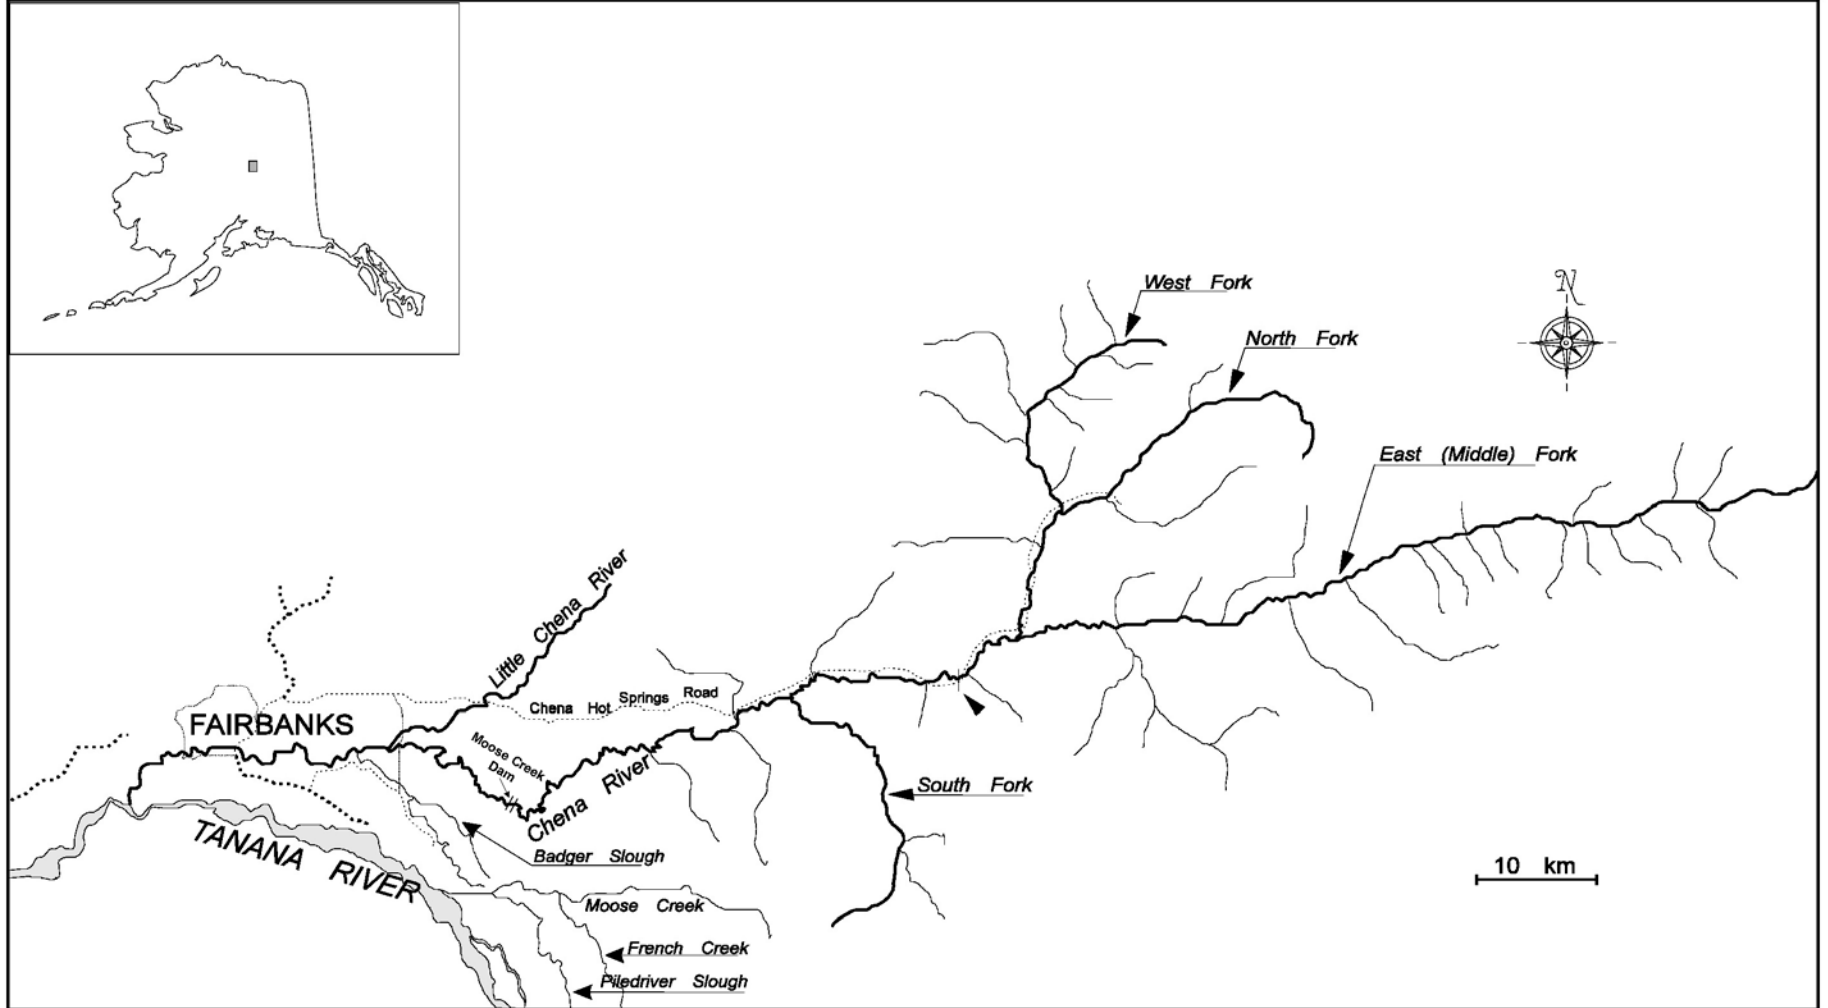 West Fork
N
North Fork
East (Middle) Fork
Little Chena River
Chena Hot Springs Road
FAIRBANKS
Moose Creek
Dam
Chena River
South Fork
TANANA RIVER
Badger Slough
10 km
Moose Creek
French Creek
Piledriver Slough